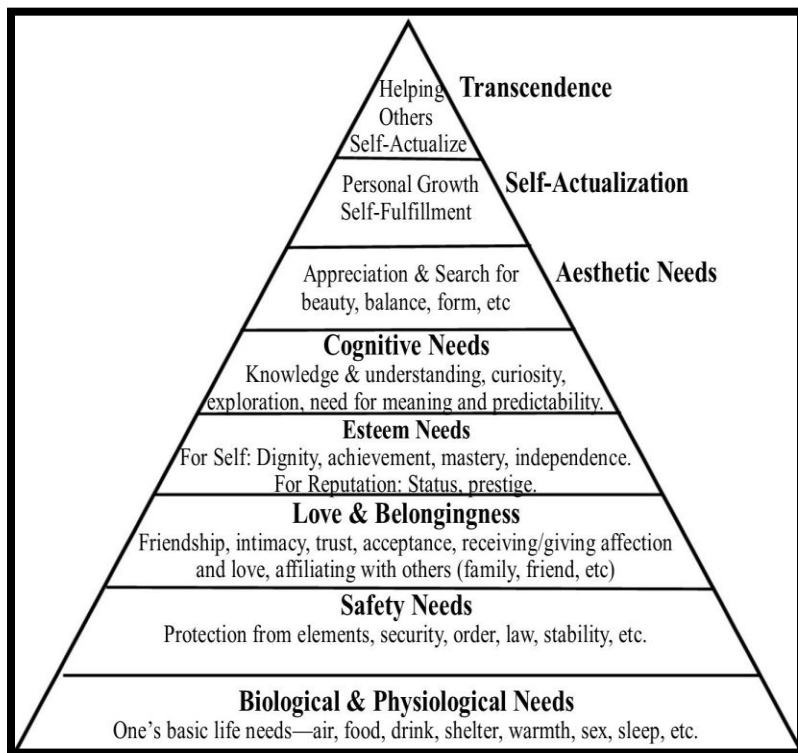 Helping
Others
Self-Actualize
Transcendence
Personal Growth
Self-Fulfillment
Self-Actualization
Appreciation & Search for
beauty, balance, form, etc
Aesthetic Needs
Cognitive Needs
Knowledge & understanding, curiosity,
exploration, need for meaning and predictability.
Esteem Needs
For Self: Dignity, achievement, mastery, independence.
For Reputation: Status, prestige.
Love & Belongingness
Friendship, intimacy, trust, acceptance, receiving/giving affection
and love, affiliating with others (family, friend, etc)
Safety Needs
Protection from elements, security, order, law, stability, etc.
Biological & Physiological Needs
One's basic life needs—air, food, drink, shelter, warmth, sex, sleep, etc.